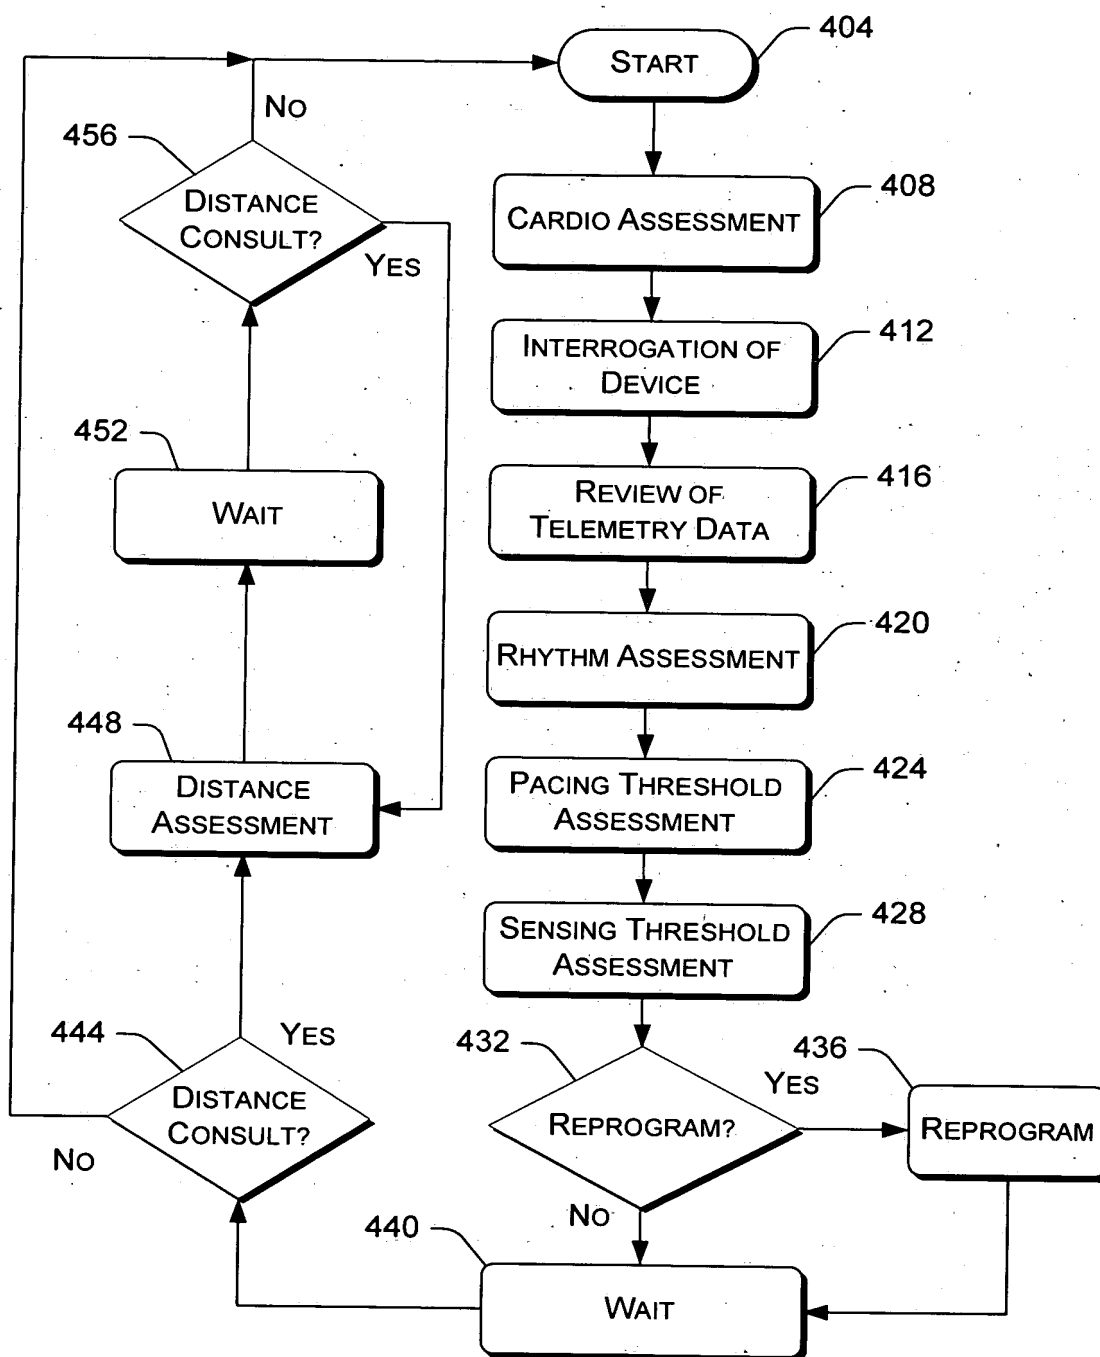 START
404
CARDIO ASSESSMENT
408
INTERROGATION OF
DEVICE
412
REVIEW OF
TELEMETRY DATA
416
RHYTHM ASSESSMENT
420
PACING THRESHOLD
ASSESSMENT
424
SENSING THRESHOLD
ASSESSMENT
428
432
REPROGRAM?
YES
NO
436
REPROGRAM
440
WAIT
444
DISTANCE
CONSULT?
YES
NO
448
DISTANCE
ASSESSMENT
452
WAIT
456
DISTANCE
CONSULT?
YES
NO